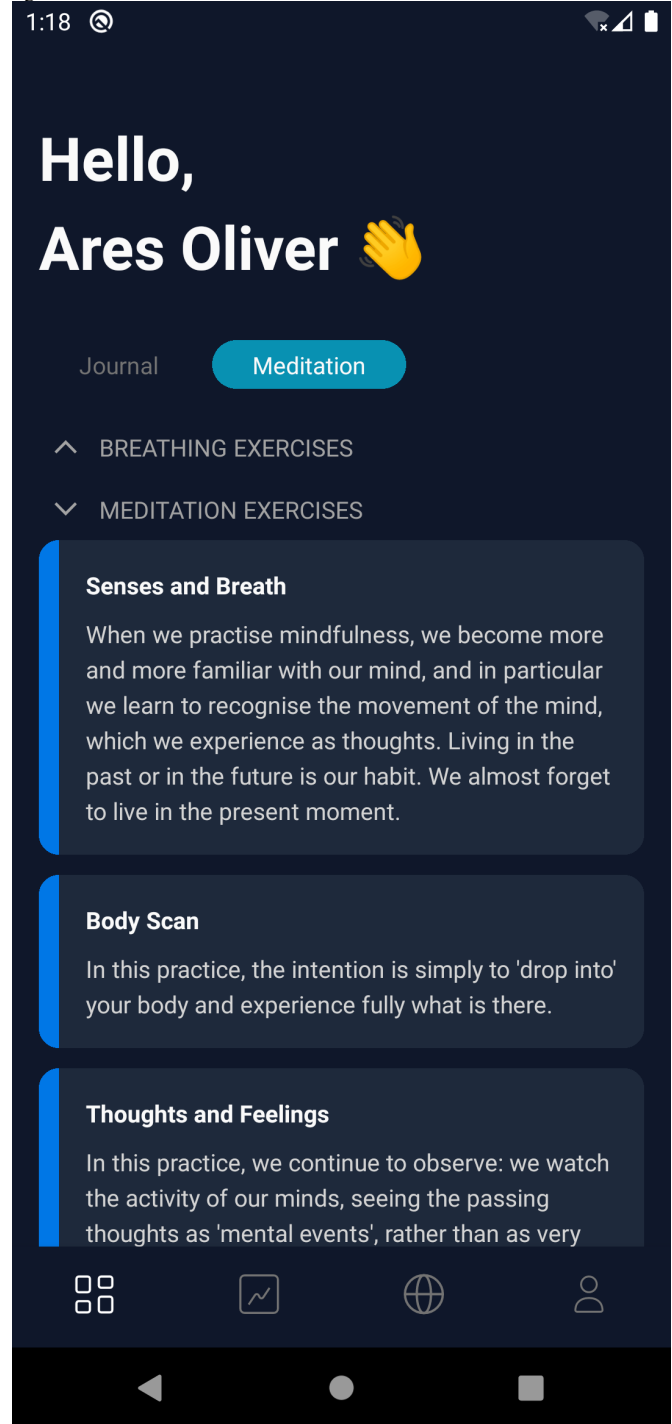 1:18
Hello,
Ares Oliver 👋
Journal
Meditation
BREATHING EXERCISES
MEDITATION EXERCISES
Senses and Breath
When we practise mindfulness, we become more
and more familiar with our mind, and in particular
we learn to recognise the movement of the mind,
which we experience as thoughts. Living in the
past or in the future is our habit. We almost forget
to live in the present moment.
Body Scan
In this practice, the intention is simply to 'drop into'
your body and experience fully what is there.
Thoughts and Feelings
In this practice, we continue to observe: we watch
the activity of our minds, seeing the passing
thoughts as 'mental events', rather than as very